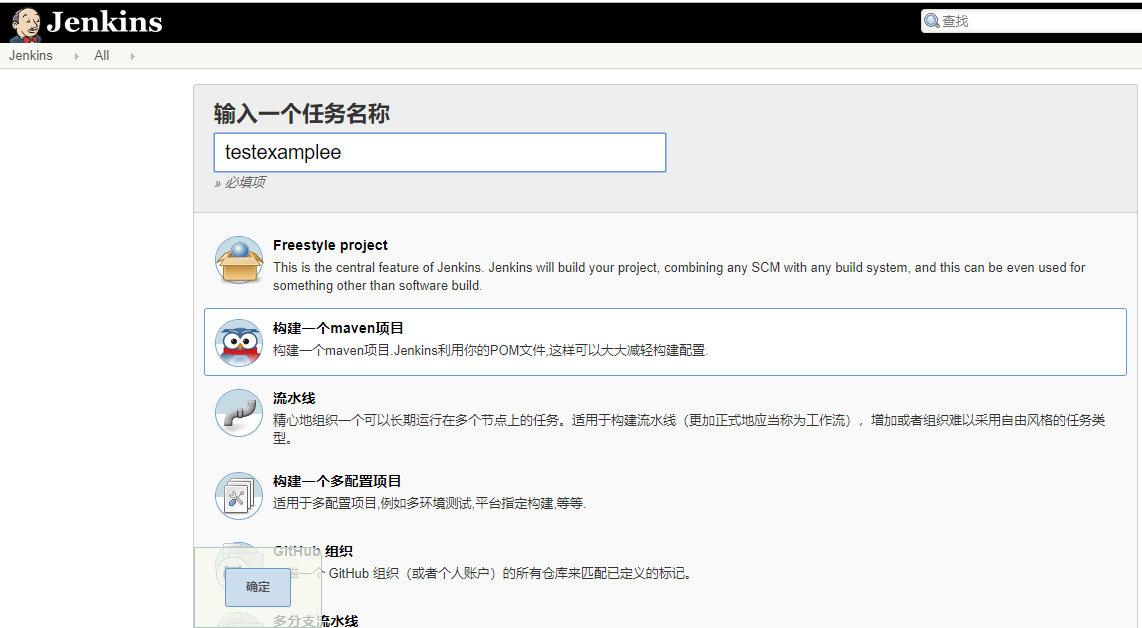 Jenkins
查找
Jenkins
All
输入一个任务名称
testexamplee
» 必填项
Freestyle project
This is the central feature of Jenkins. Jenkins will build your project, combining any SCM with any build system, and this can be even used for
something other than software build.
构建一个maven项目
构建一个maven项目.Jenkins利用你的POM文件,这样可以大大减轻构建配置.
流水线
精心地组织一个可以长期运行在多个节点上的任务。适用于构建流水线（更加正式地应当称为工作流），增加或者组织难以采用自由风格的任务类
型。
构建一个多配置项目
适用于多配置项目,例如多环境测试,平台指定构建,等等.
GitHub 组织
一个 GitHub 组织（或者个人账户）的所有仓库来匹配已定义的标记。
确定
多分支流水线